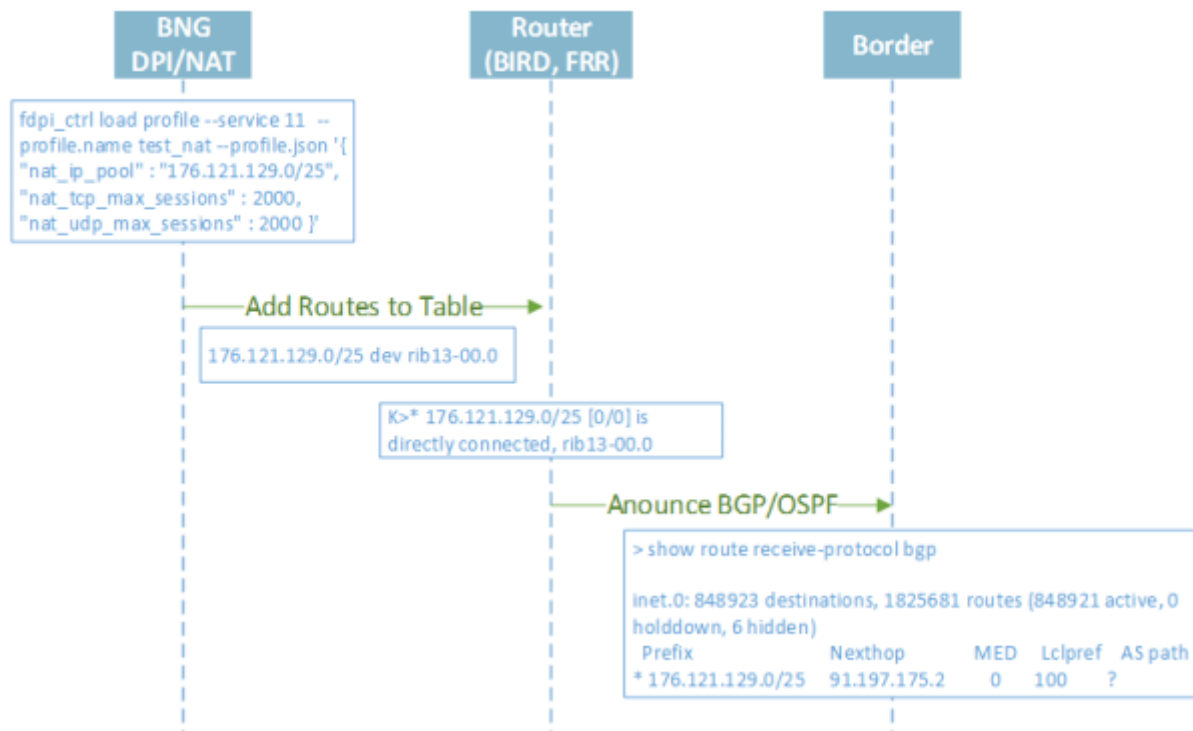 BNG
DPI/NAT
Router
(BIRD, FRR)
Border
fdpi_ctrl load profile --service 11 --
profile.name test_nat --profile.json '{
"nat_ip_pool" : "176.121.129.0/25",
"nat_tcp_max_sessions" : 2000,
"nat_udp_max_sessions" : 2000 }'
Add Routes to Table
176.121.129.0/25 dev rib13-00.0
K>* 176.121.129.0/25 [0/0] is
directly connected, rib13-00.0
Anounce BGP/OSPF
> show route receive-protocol bgp
inet.0: 848923 destinations, 1825681 routes (848921 active, 0
holddown, 6 hidden)
Prefix Nexthop MED Lclpref AS path
* 176.121.129.0/25 91.197.175.2 0 100 ?